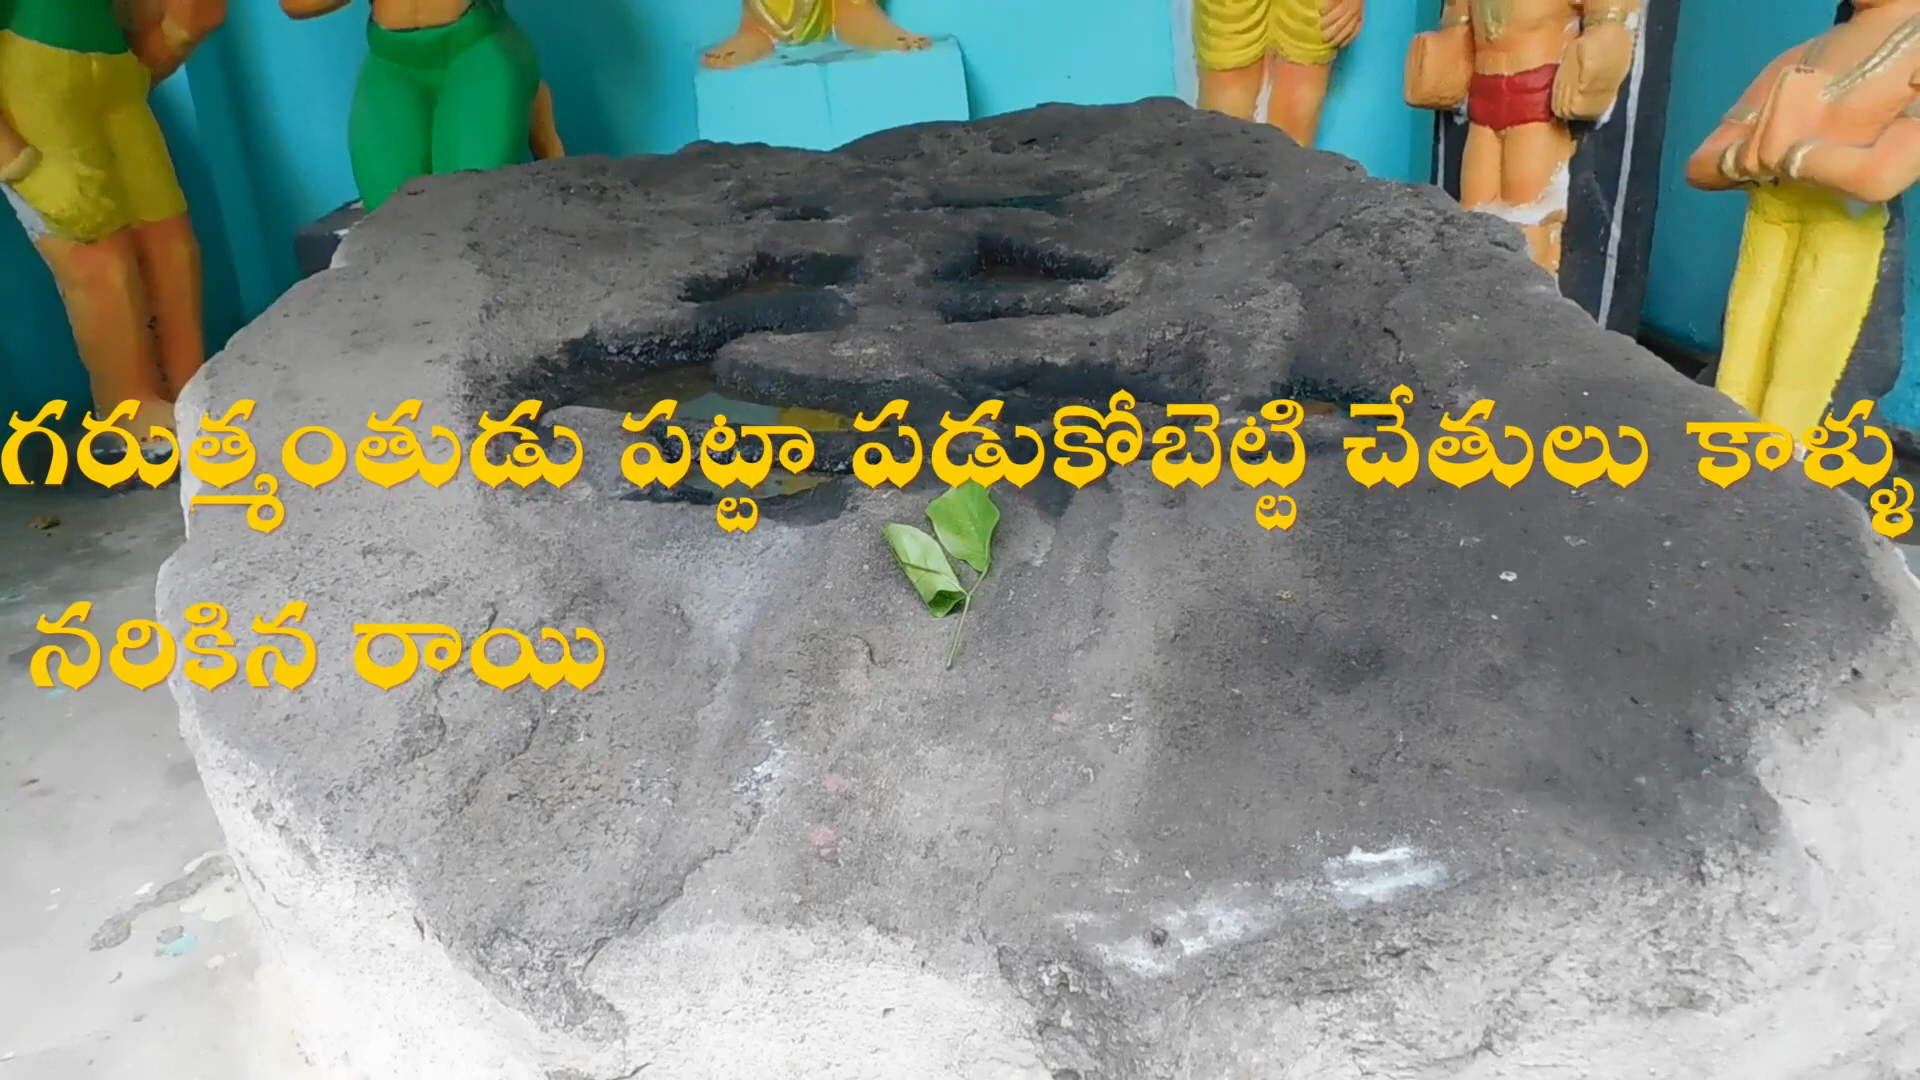 గరుత్మంతుడు పట్టా పడుకోబెట్టి చేతులు కాళ్ళు
నరికిన రాయి